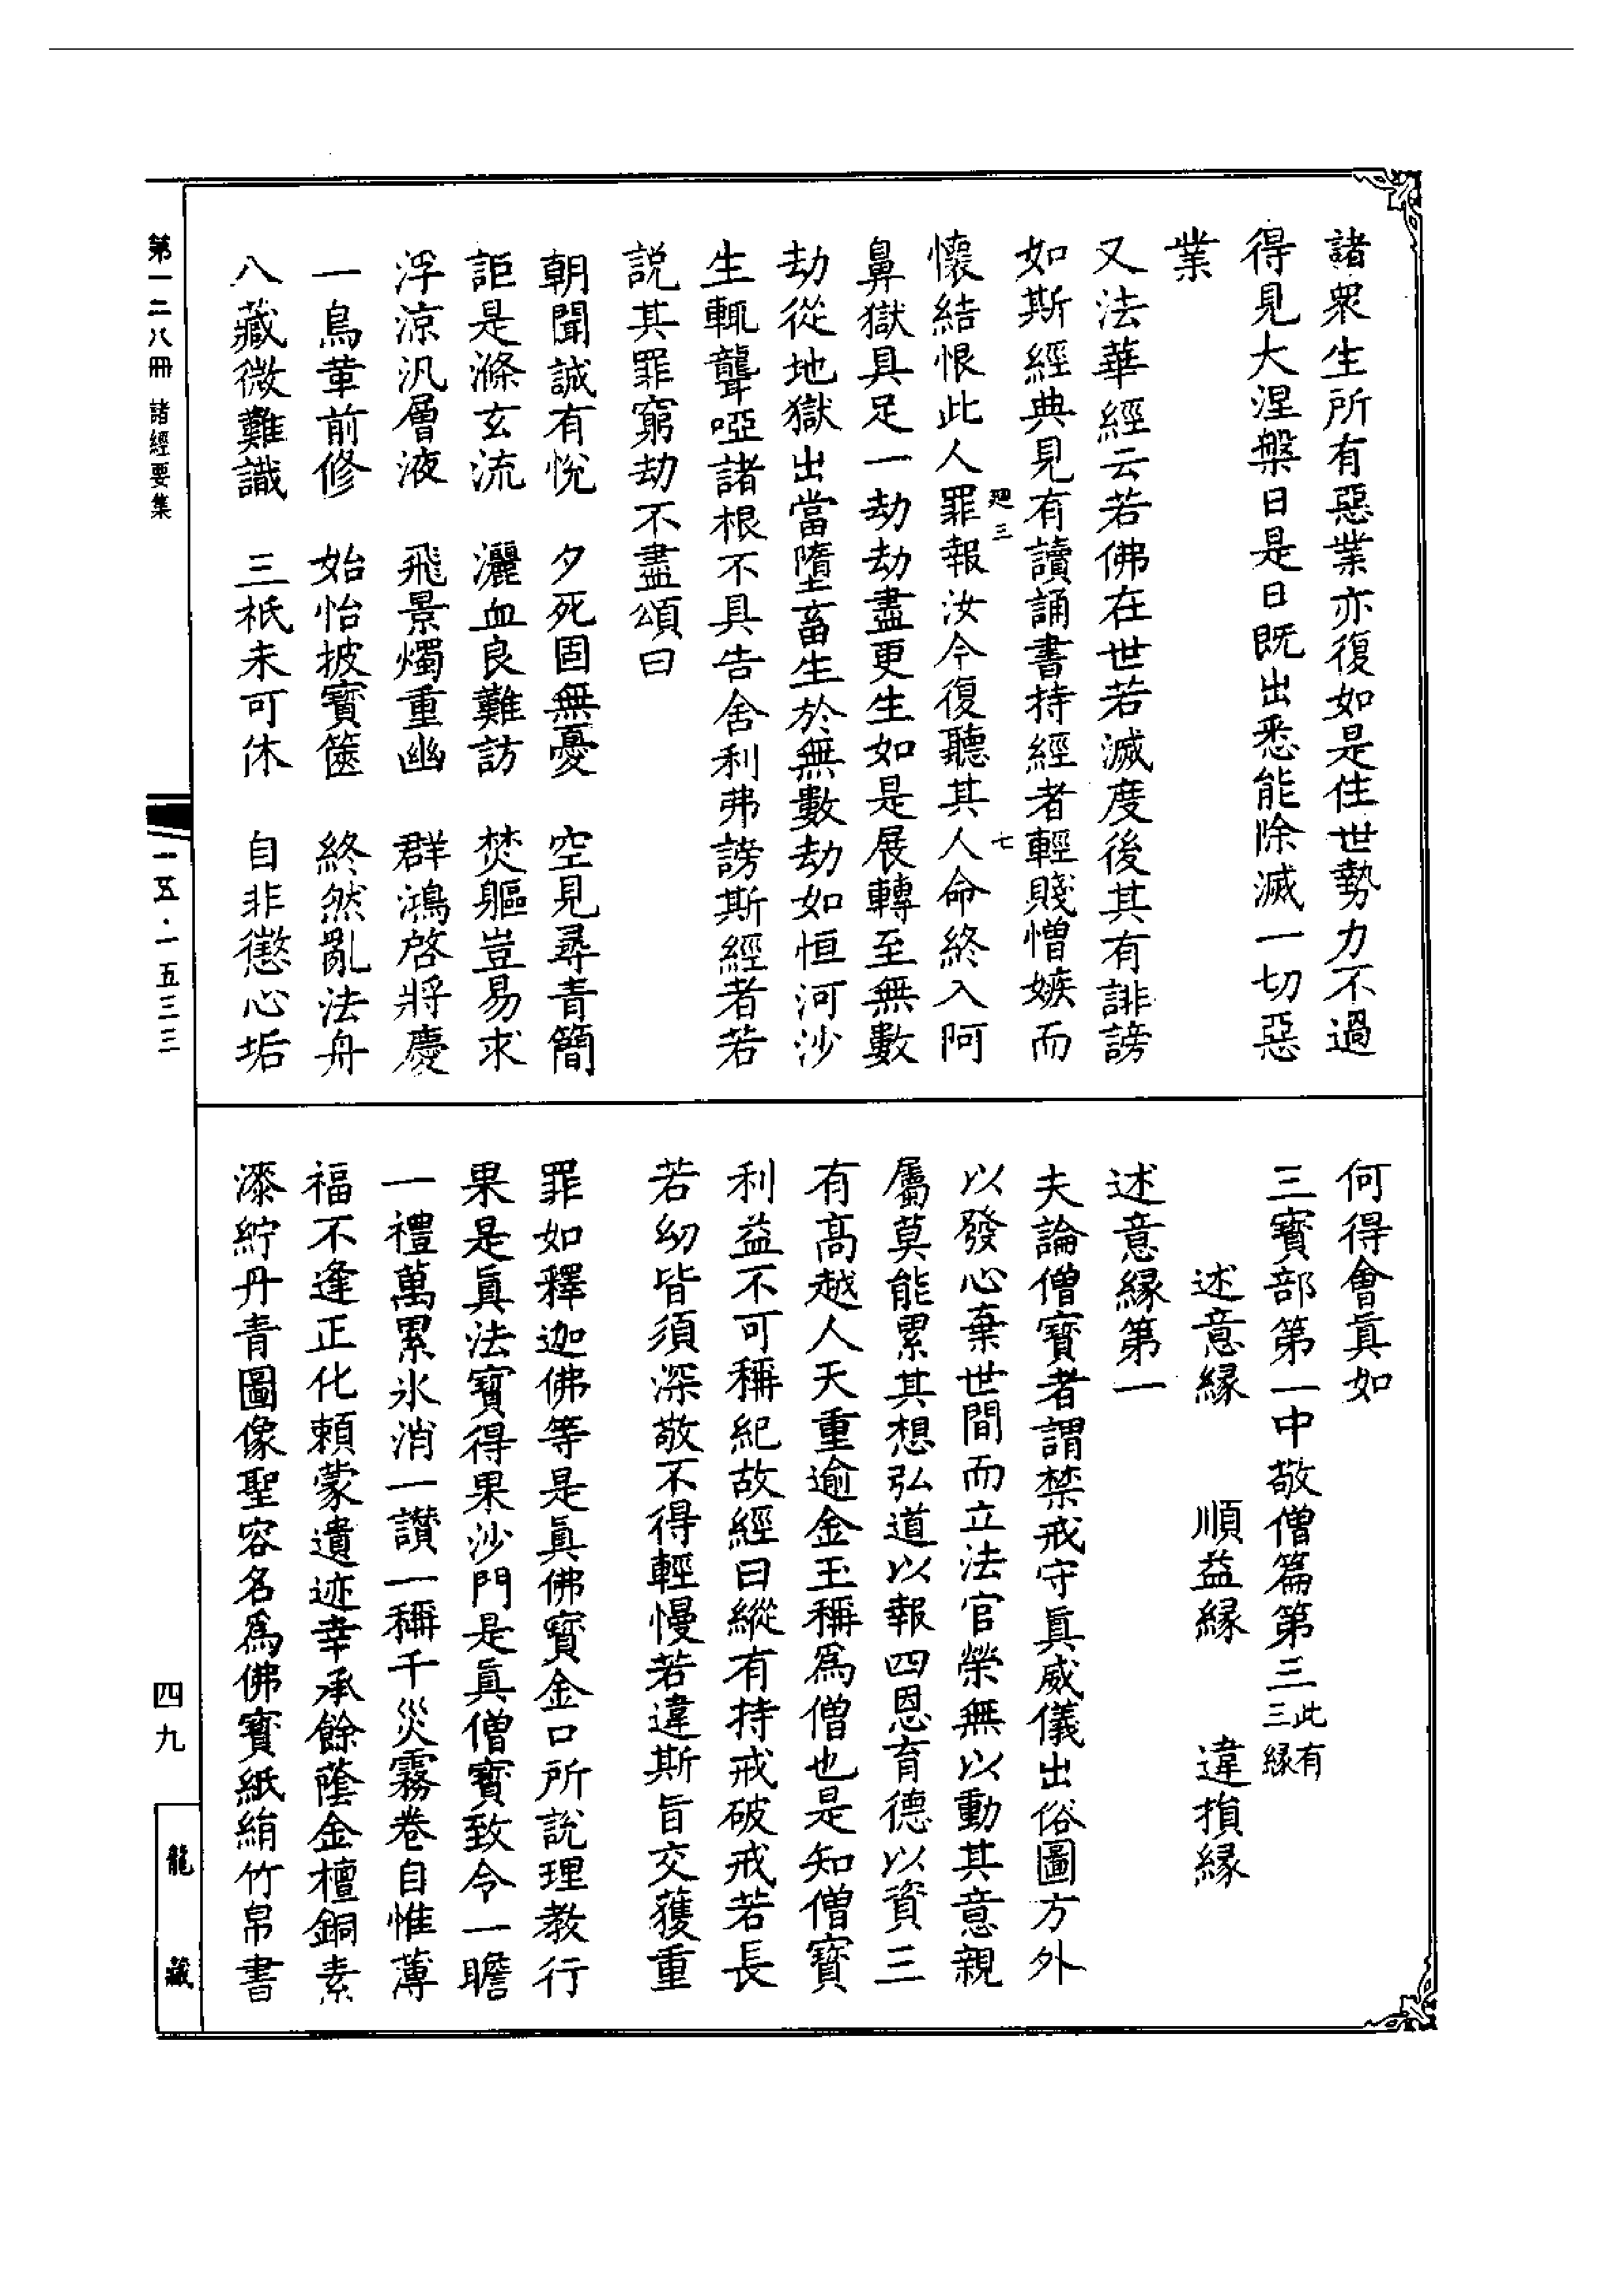 諸衆生所有惡業亦復如是住世勢力不過
得見大涅槃日是日既出悉能除滅一切惡
業
又法華經云若佛在世若滅度後其有誹謗
如斯經典見有讀誦書持經者輕賤憎嫉而
懷結恨此人罪報汝今復聽其人命終入阿
鼻獄具足一劫劫盡更生如是展轉至無數
劫從地獄出當墮畜生於無數劫如恒河沙
生輒聾啞諸根不具告舍利弗謗斯經者若
説其罪窮劫不盡頌曰
朝聞誠有悅　夕死固無憂　空見尋青簡
詎是滌玄流　灑血良難訪　焚軀豈易求
浮涼汎層液　飛景燭重幽　群鴻啓將慶
一鳥革前修　始怡披寶篋　終然亂法舟
八藏微難識　三祇未可休　自非懲心垢
何得會眞如
三寶部第一中敬僧篇第三此有三緣
述意緣　順益緣　違損緣
述意緣第一
夫論僧寶者謂禁戒守眞威儀出俗圖方外
以發心棄世間而立法官榮無以動其意親
屬莫能累其想弘道以報四恩育德以資三
有高越人天重逾金玉稱爲僧也是知僧寶
利益不可稱紀故經曰縱有持戒破戒若長
若幼皆須深敬不得輕慢若違斯旨交獲重
罪如釋迦佛等是眞佛寶金口所説理教行
果是眞法寶得果沙門是眞僧寶致令一瞻
一禮萬累氷消一讚一稱千災霧卷自惟薄
福不逢正化賴蒙遺迹幸承餘蔭金檀銅素
漆紵丹青圖像聖容名爲佛寶紙絹竹帛書
廻三
七
第一二八冊　諸經要集
一五·一五三三
四九
龍藏